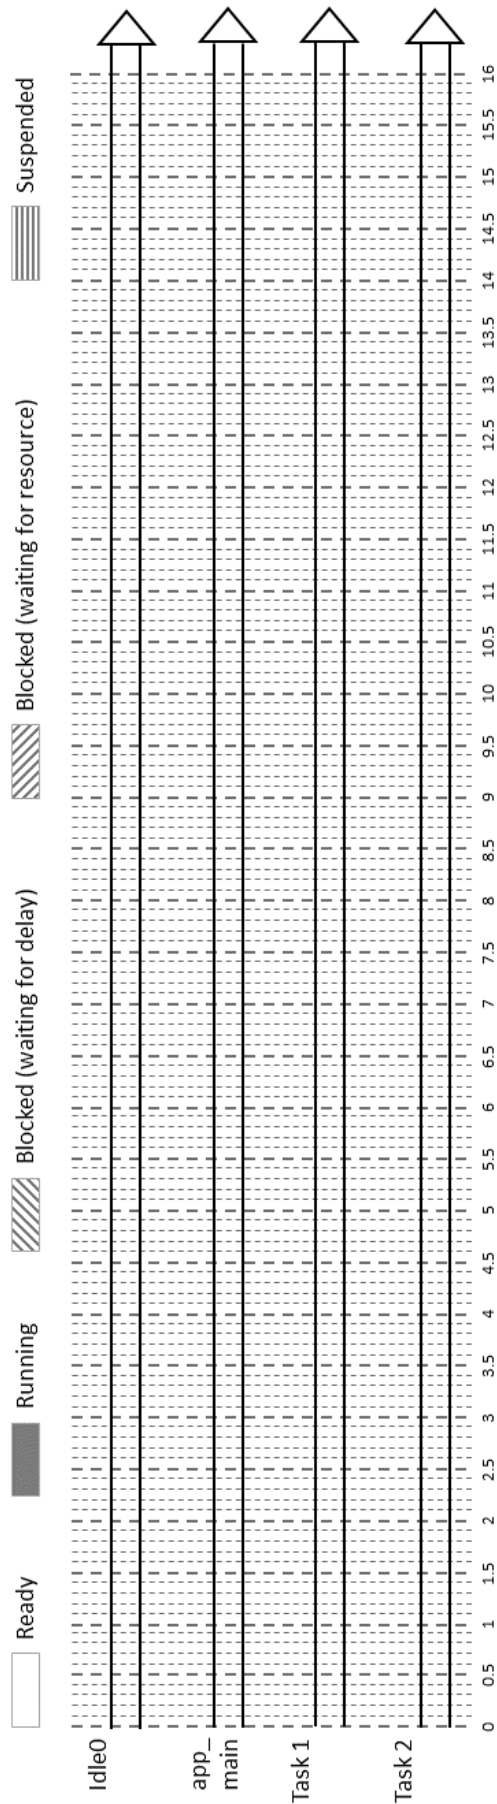 Ready Running Blocked (waiting for delay) Blocked (waiting for resource) Suspended
Idle0
app_
main
Task 1
Task 2
0 0.5 1 1.5 2 2.5 3 3.5 4 4.5 5 5.5 6 6.5 7 7.5 8 8.5 9 9.5 10 10.5 11 11.5 12 12.5 13 13.5 14 14.5 15 15.5 16